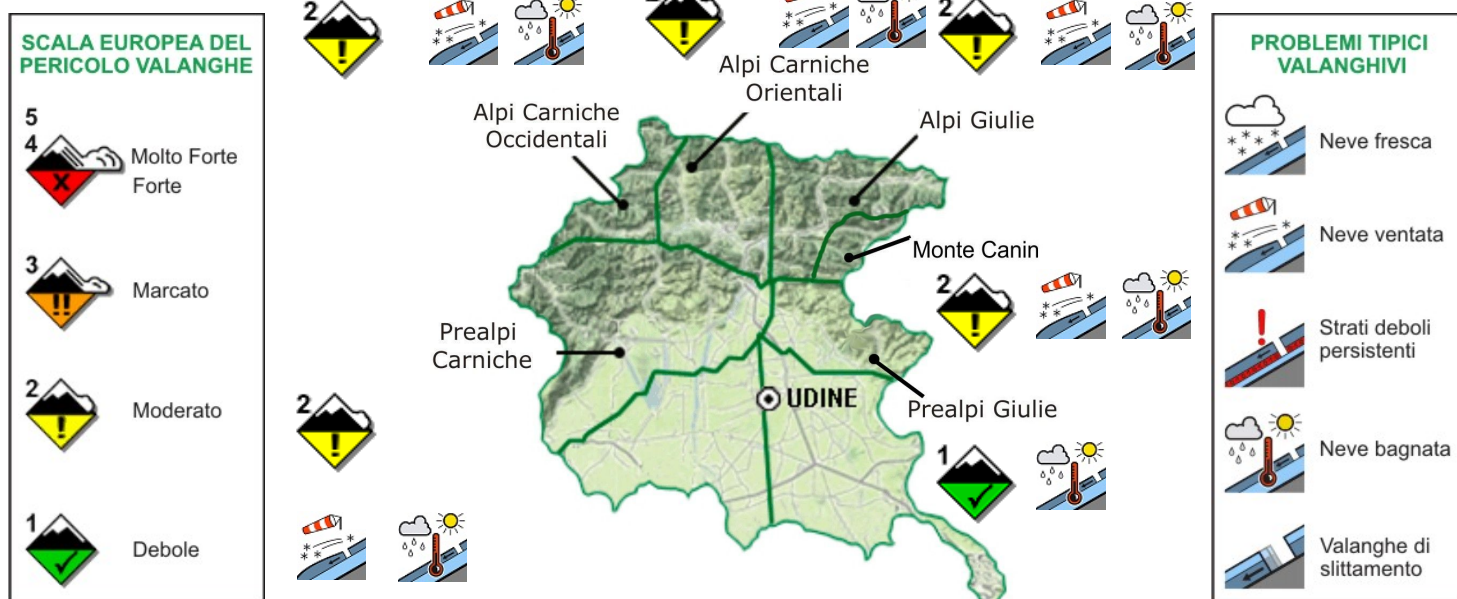 SCALA EUROPEA DEL
PERICOLO VALANGHE
5
4
Molto Forte
Forte
3
Marcato
2
Moderato
1
Debole
2
2
2
Alpi Carniche
Orientali
Alpi Carniche
Occidentali
Alpi Giulie
Monte Canin
2
Prealpi
Carniche
UDINE
Prealpi Giulie
2
1
PROBLEMI TIPICI
VALANGHIVI
Neve fresca
Neve ventata
Strati deboli
persistenti
Neve bagnata
Valanghe di
slittamento